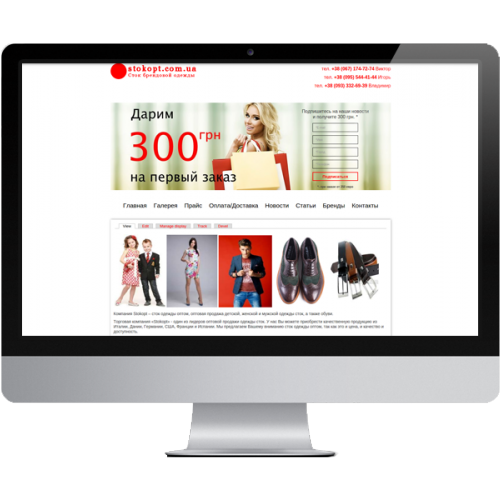 stokopt.com.ua
Сток брендовой одежды
тел. +38 (067) 174-72-74 Виктор
тел. +38 (099) 544-41-44 Игорь
тел. +38 (093) 332-59-39 Владимир
Дарим
300 грн
на первый заказ
Подпишитесь на наши новости
и получите 300 грн. *
Подписаться
Главная Галерея Прайс Оплата/Доставка Новости Статьи Бренды Контакты
View Edit Manage display Track Devel
Компания Stokopt – сток одежды оптом, оптовая продажа детской, женской и мужской одежды сток, а также обуви.
Торговая компания «Stokopt» - один из лидеров оптовой продажи одежды сток. У нас Вы можете приобрести качественную продукцию из
Италии, Дании, Германии, США, Франции и Испании. Мы предлагаем Вашему вниманию сток одежды оптом, так как это и цена, и качество и
доступность.